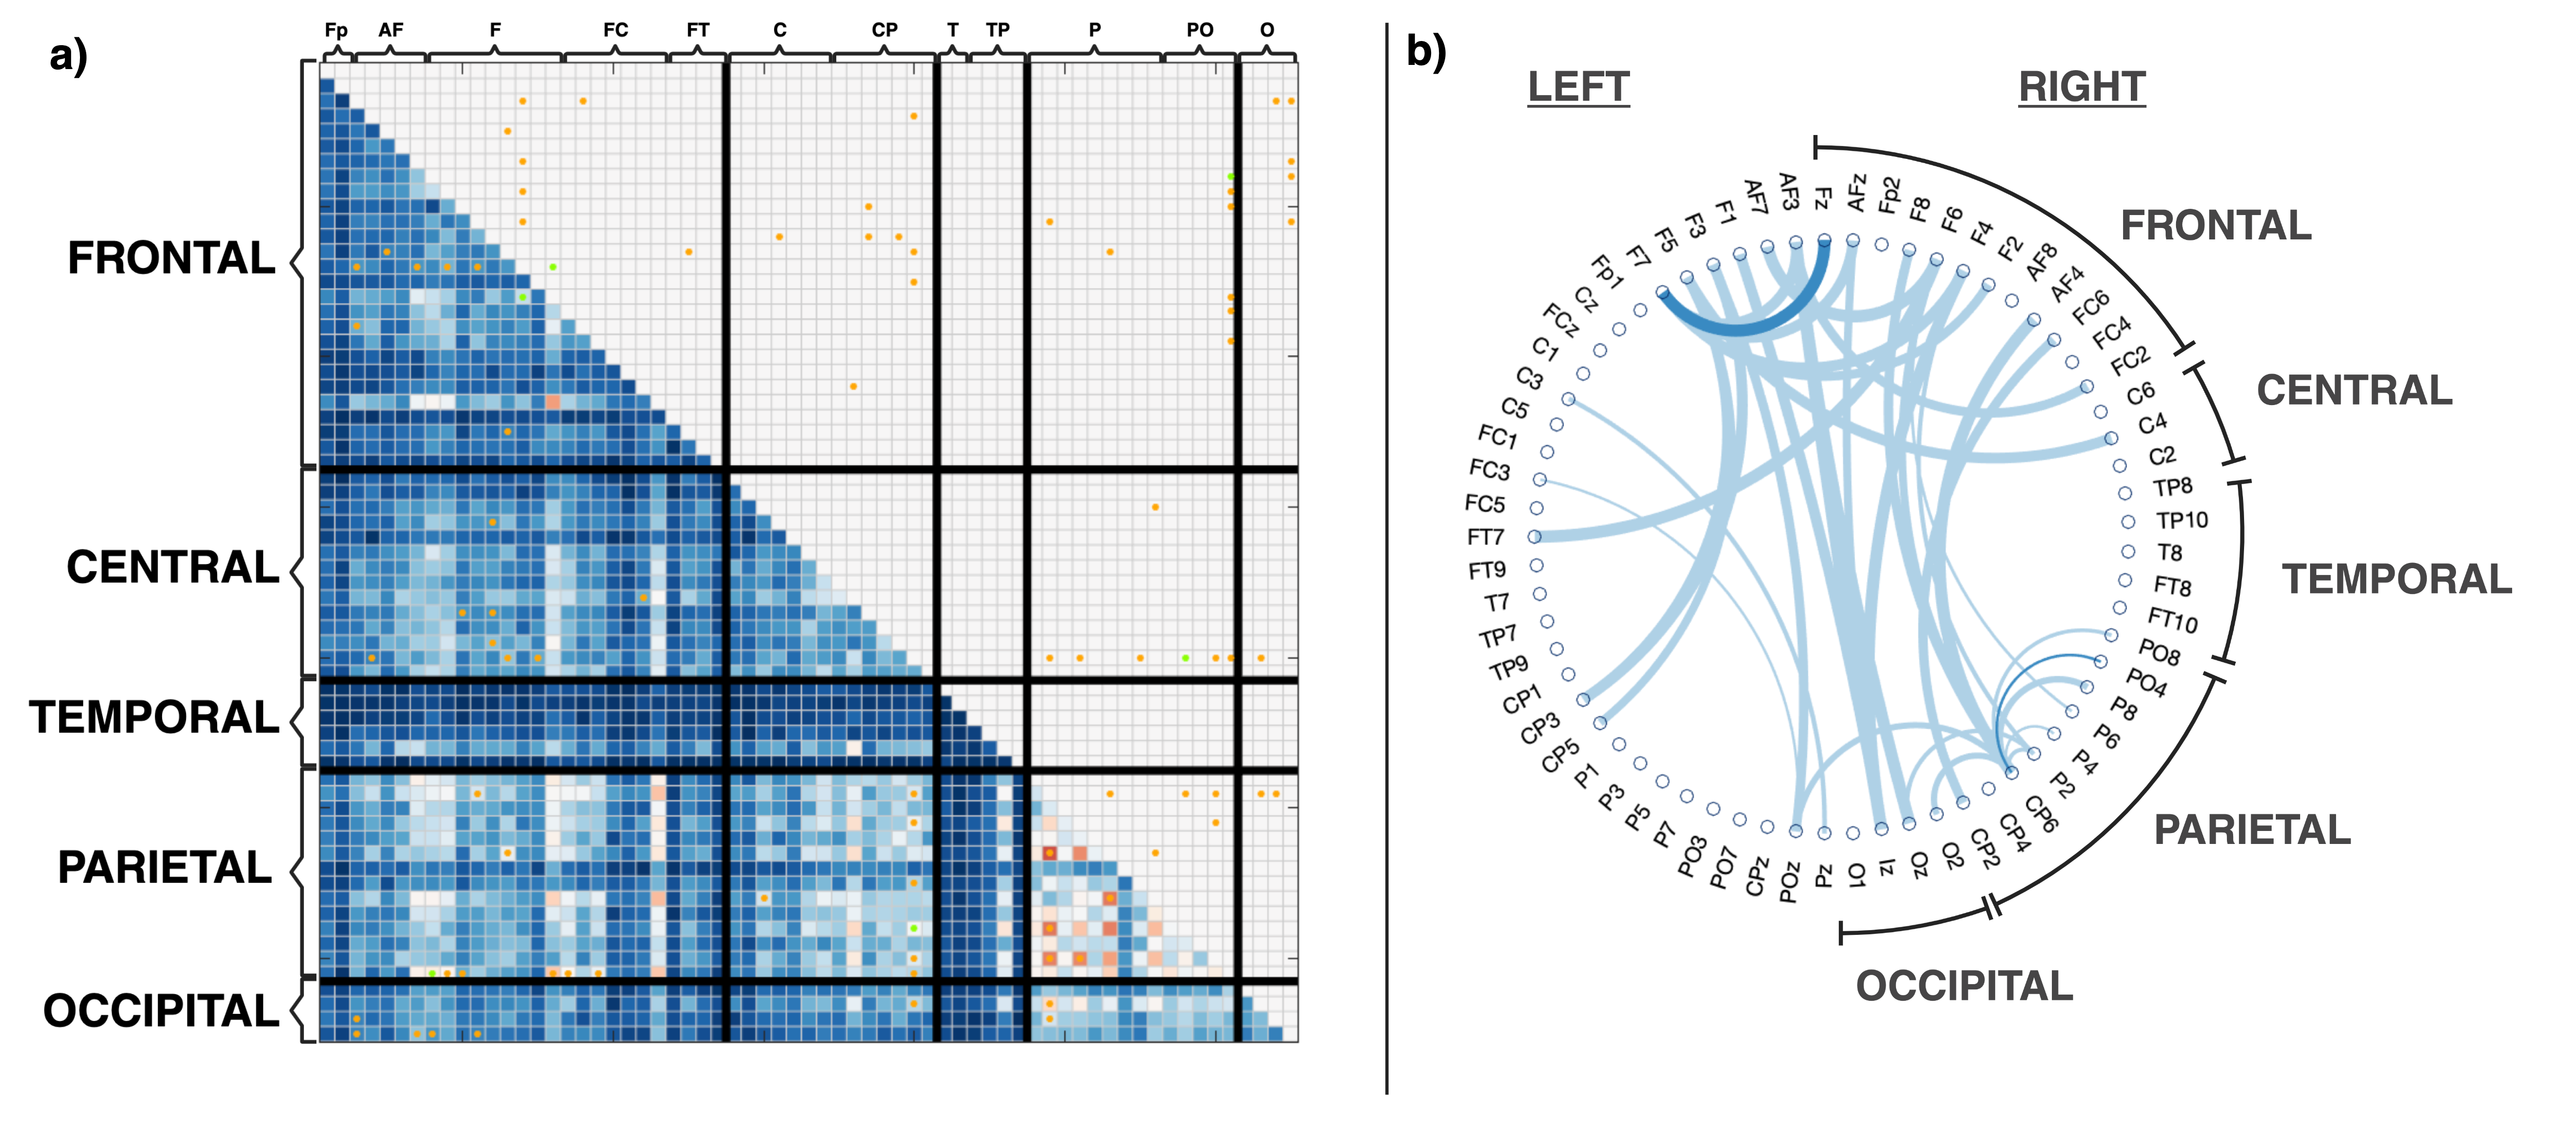 a)
Fp AF F FC FT C CP T TP P PO O
FRONTAL
CENTRAL
TEMPORAL
PARIETAL
OCCIPITAL
b)
LEFT
RIGHT
FRONTAL
CENTRAL
TEMPORAL
PARIETAL
OCCIPITAL
Fz
AFz
Fp2
F8
F6
F4
F2
AF8
AF4
FC6
FC4
FC2
C6
C4
C2
TP8
TP10
T8
FT8
FT10
PO8
PO4
P8
P6
P4
P2
CP6
CP4
CP2
O2
Oz
Iz
O1
Pz
POz
CPz
PO7
PO3
P7
P5
P3
P1
CP5
CP3
CP1
TP9
TP7
T7
FT9
FT7
FC5
FC3
FC1
C5
C3
C1
FCz
Cz
Fp1
F7
F5
F3
F1
AF7
AF3